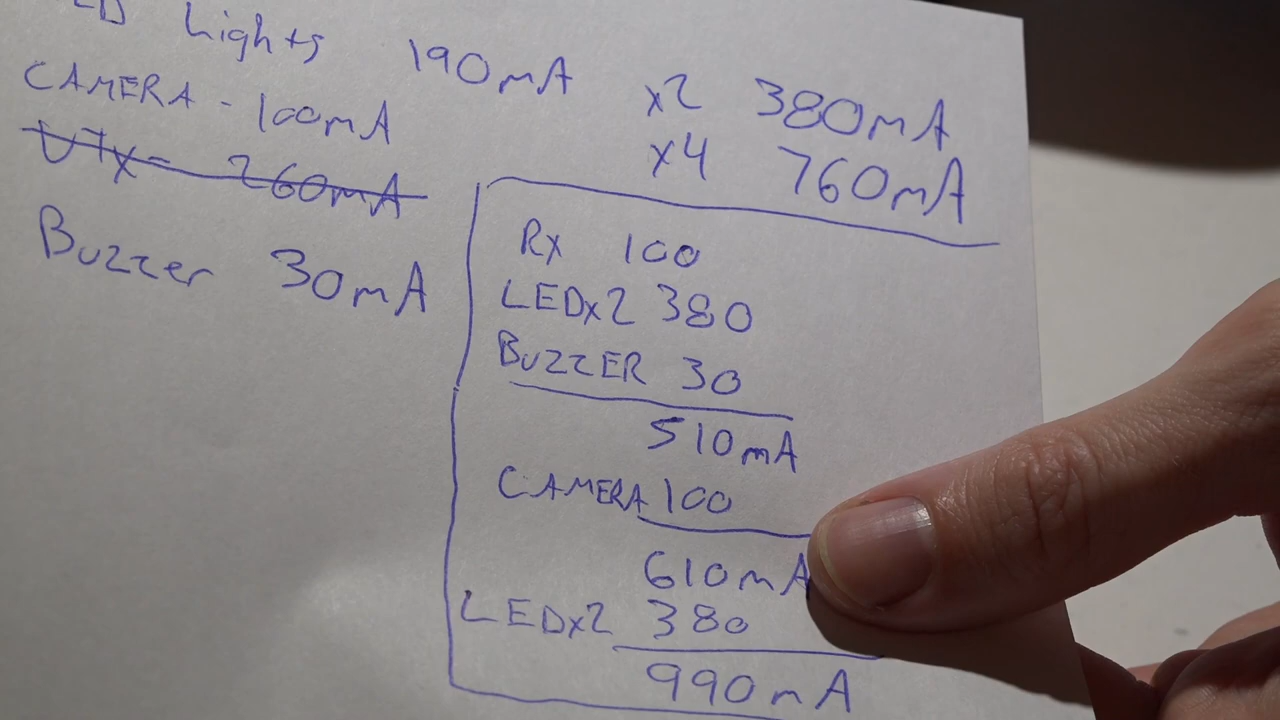 Lights 190mA x2 380mA
CAMERA - 100mA x4 760mA
VTx - 260mA
Buzzer 30mA
Rx 100
LEDx2 380
BUZZER 30
510mA
CAMERA 100
610mA
LEDx2 380
990mA